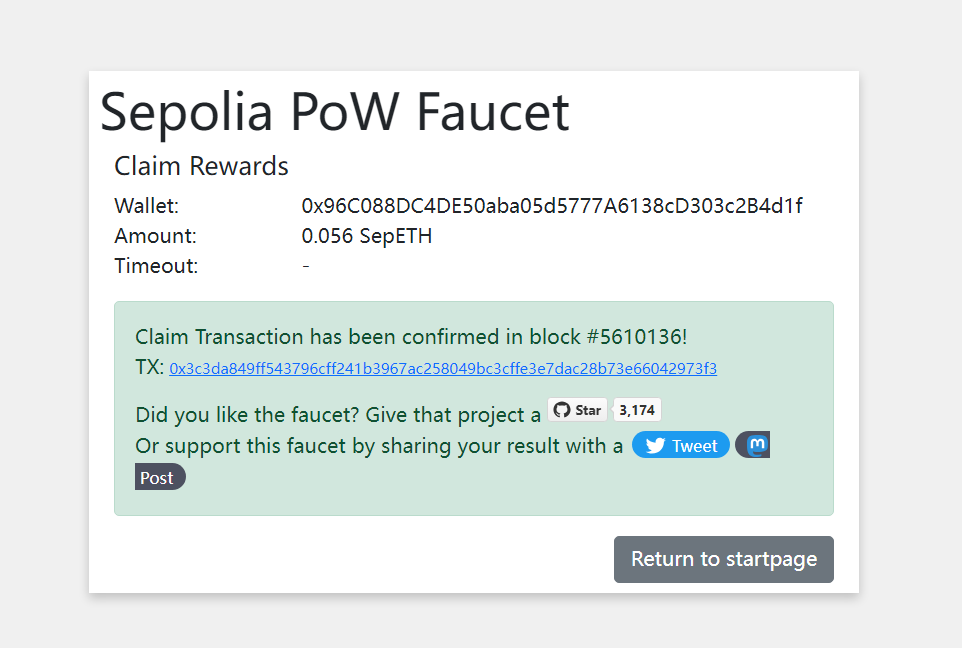 Sepolia PoW Faucet
Claim Rewards
Wallet: 0x96C088DC4DE50aba05d5777A6138cD303c2B4d1f
Amount: 0.056 SepETH
Timeout: -
Claim Transaction has been confirmed in block #5610136!
TX: 0x3c3da849ff543796cff241b3967ac258049bc3cffe3e7dac28b73e66042973f3
Did you like the faucet? Give that project a Star 3,174
Or support this faucet by sharing your result with a Tweet
Post
Return to startpage